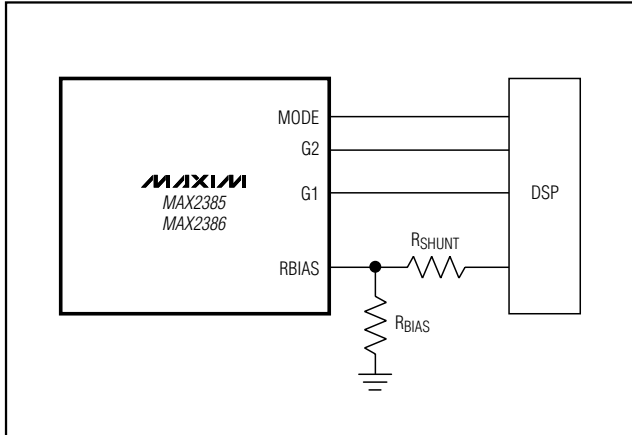 MODE
G2
MAXIM
MAX2385
MAX2386
G1
DSP
RSHUNT
RBIAS
RBIAS